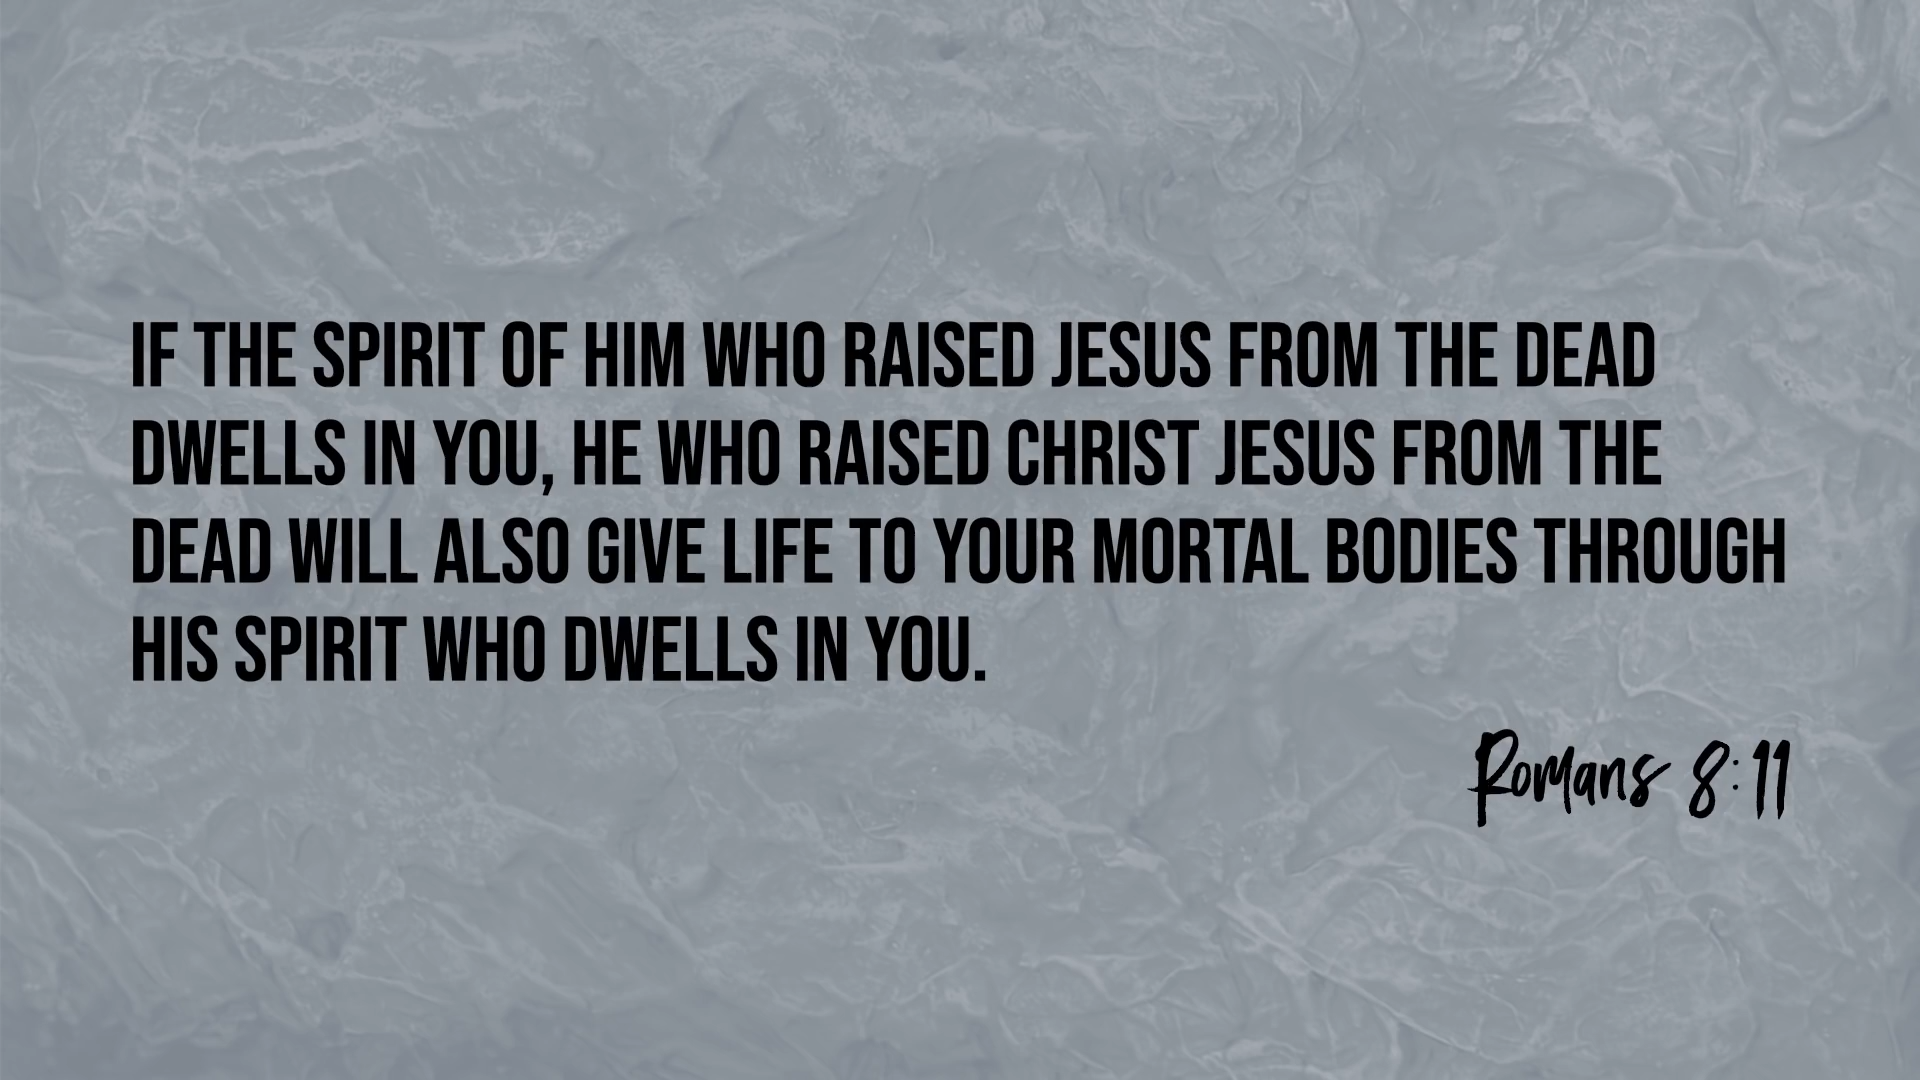 IF THE SPIRIT OF HIM WHO RAISED JESUS FROM THE DEAD
DWELLS IN YOU, HE WHO RAISED CHRIST JESUS FROM THE
DEAD WILL ALSO GIVE LIFE TO YOUR MORTAL BODIES THROUGH
HIS SPIRIT WHO DWELLS IN YOU.
Romans 8:11